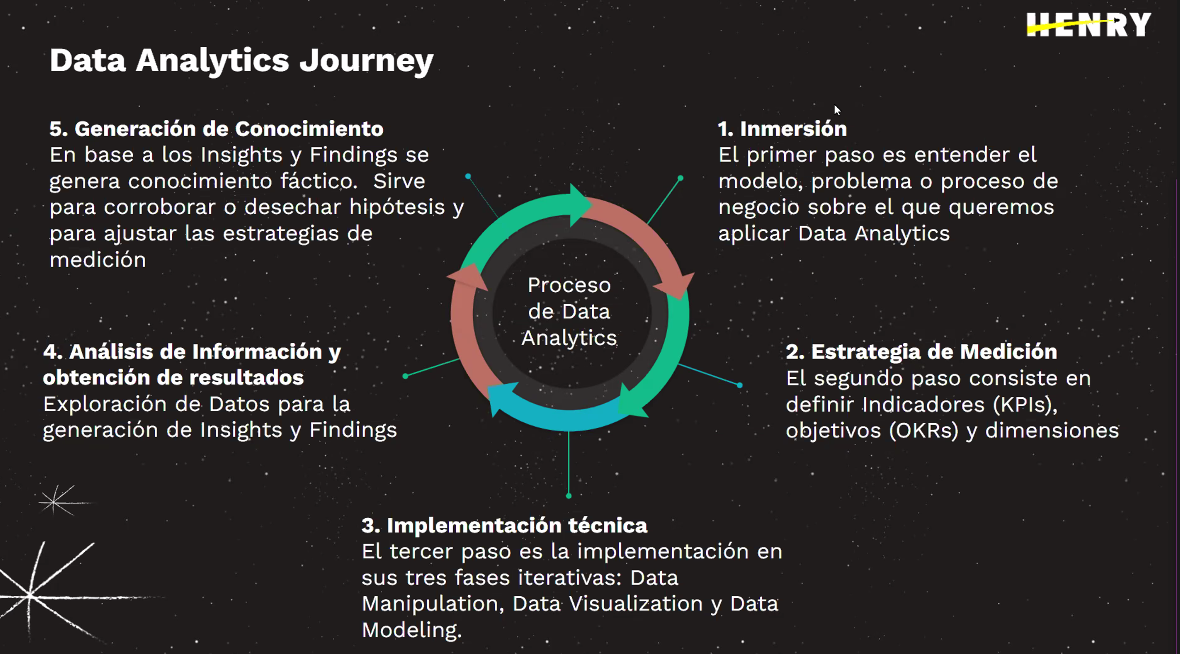 HENRY
Data Analytics Journey
1. Inmersión
El primer paso es entender el
modelo, problema o proceso de
negocio sobre el que queremos
aplicar Data Analytics
2. Estrategia de Medición
El segundo paso consiste en
definir Indicadores (KPIs),
objetivos (OKRs) y dimensiones
3. Implementación técnica
El tercer paso es la implementación en
sus tres fases iterativas: Data
Manipulation, Data Visualization y Data
Modeling.
4. Análisis de Información y
obtención de resultados
Exploración de Datos para la
generación de Insights y Findings
5. Generación de Conocimiento
En base a los Insights y Findings se
genera conocimiento fáctico.  Sirve
para corroborar o desechar hipótesis y
para ajustar las estrategias de
medición
Proceso
de Data
Analytics